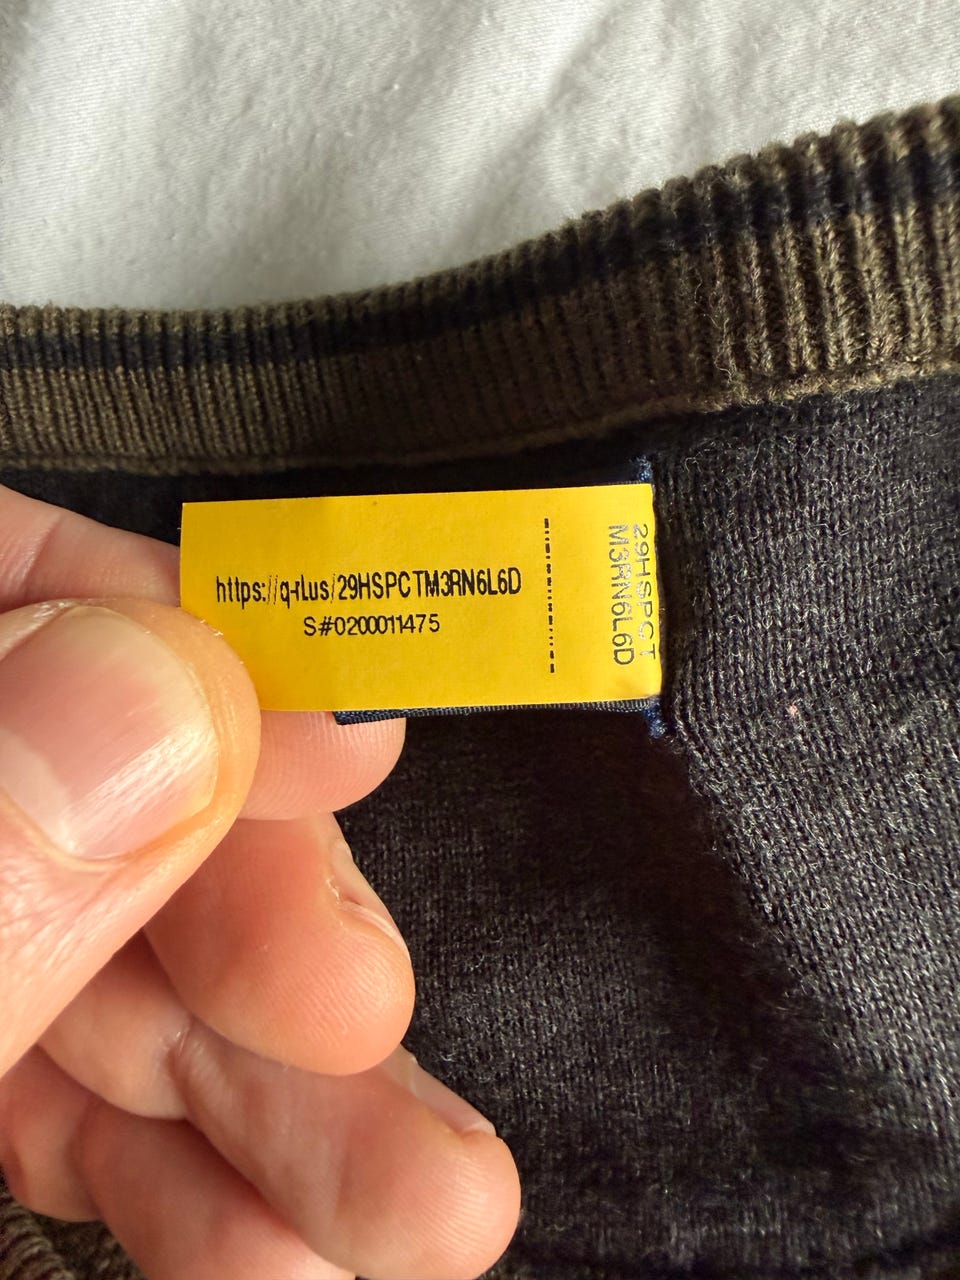 https://q-r.us/29HSPCTM3RN6L6D
S#0200011475
29HSPCT
M3RN6L6D